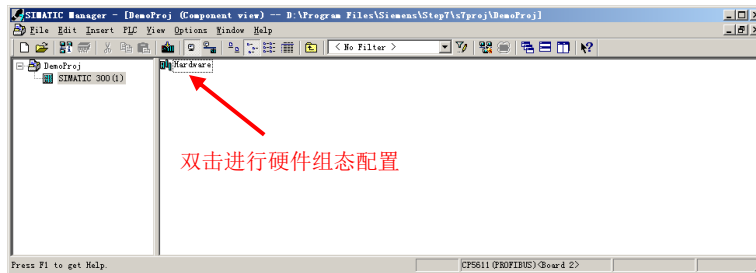 SIMATIC Manager - [DemoProj (Component view) -- D:\Program Files\Siemens\Step7\s7proj\DemoProj]
File Edit Insert PLC View Options Window Help
< No Filter >
DemoProj
SIMATIC 300(1)
Hardware
双击进行硬件组态配置
Press F1 to get Help.
CP5611(PROFIBUS)<Board 2>